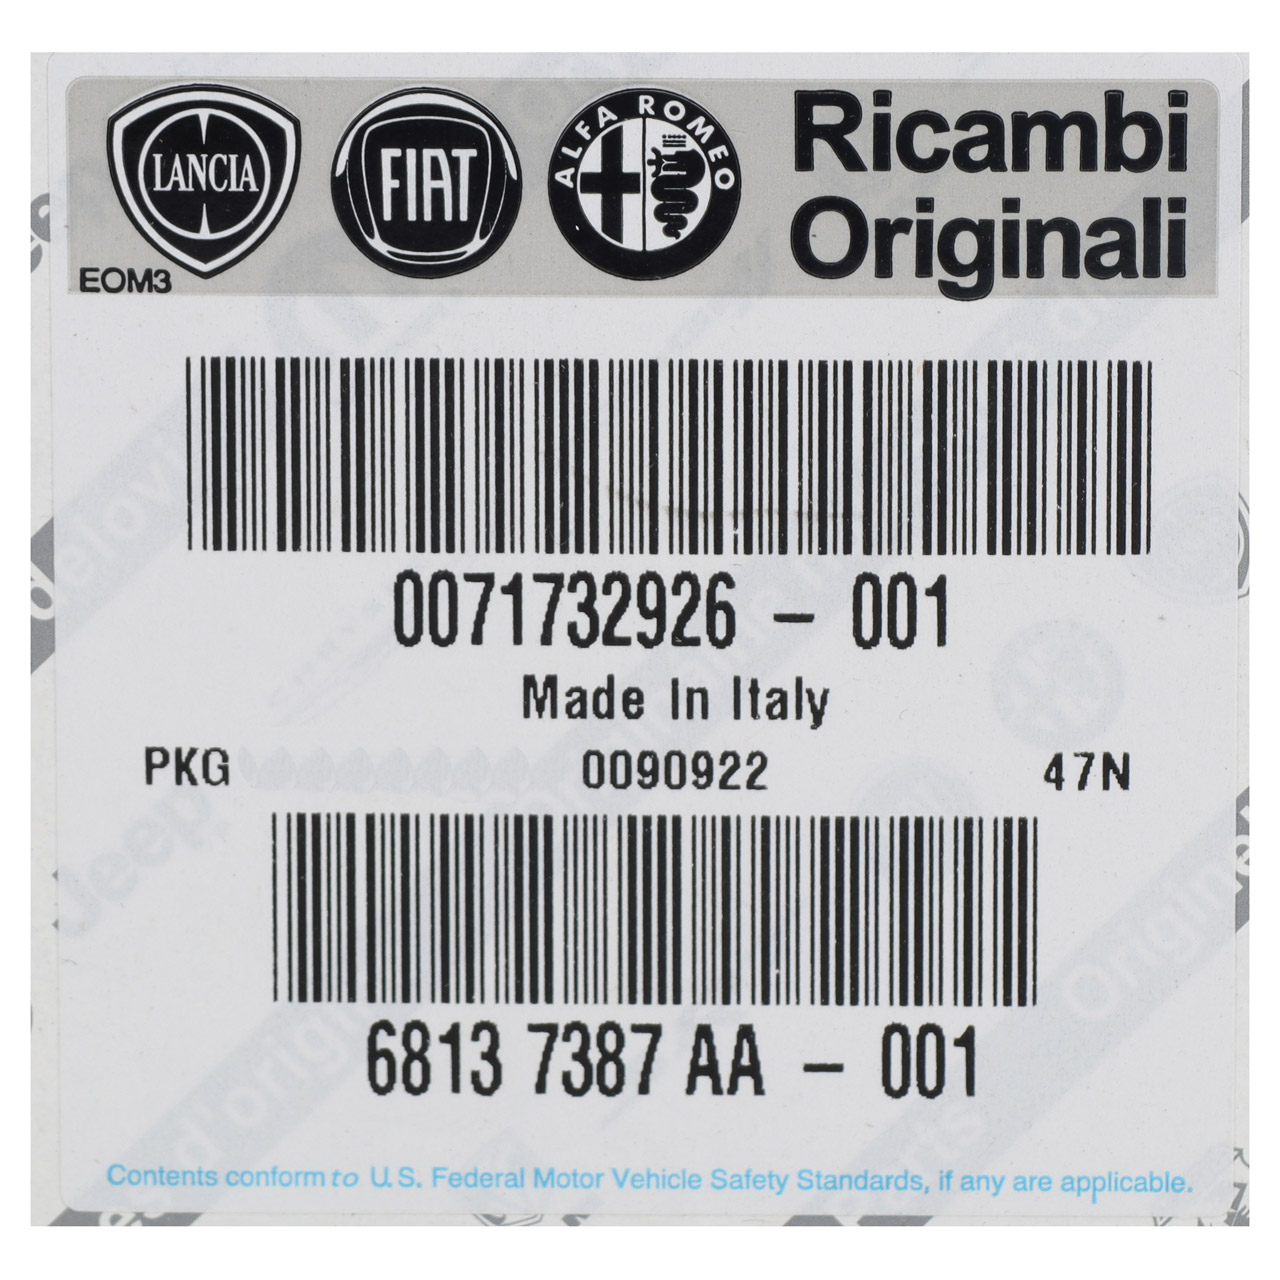 LANCIA
FIAT
ALFA ROMEO
Ricambi
Originali
EOM3
0071732926 – 001
Made In Italy
PKG 0090922 47N
6813 7387 AA – 001
Contents conform to U.S. Federal Motor Vehicle Safety Standards, if any are applicable.
Jeep